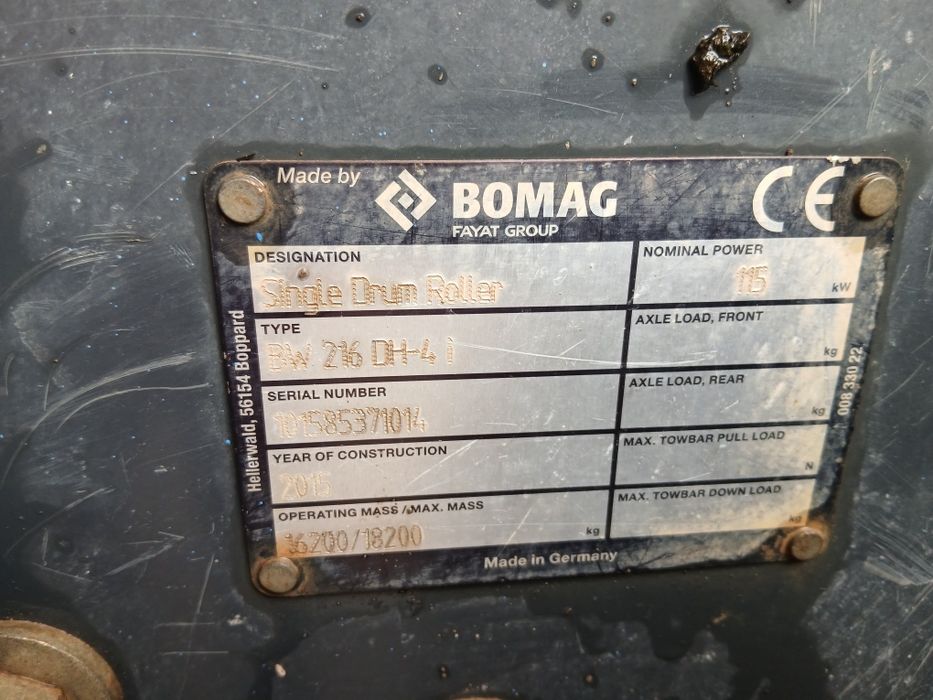 Made by BOMAG CE
FAYAT GROUP
DESIGNATION
Single Drum Roller
NOMINAL POWER
115 kW
TYPE
BW 216 DH-4 i
AXLE LOAD, FRONT
kg
SERIAL NUMBER
101585371014
AXLE LOAD, REAR
kg
YEAR OF CONSTRUCTION
2015
MAX. TOWBAR PULL LOAD
N
OPERATING MASS / MAX. MASS
16200/18200 kg
MAX. TOWBAR DOWN LOAD
kg
Made in Germany
Hellerwald, 56154 Boppard
008 330 22